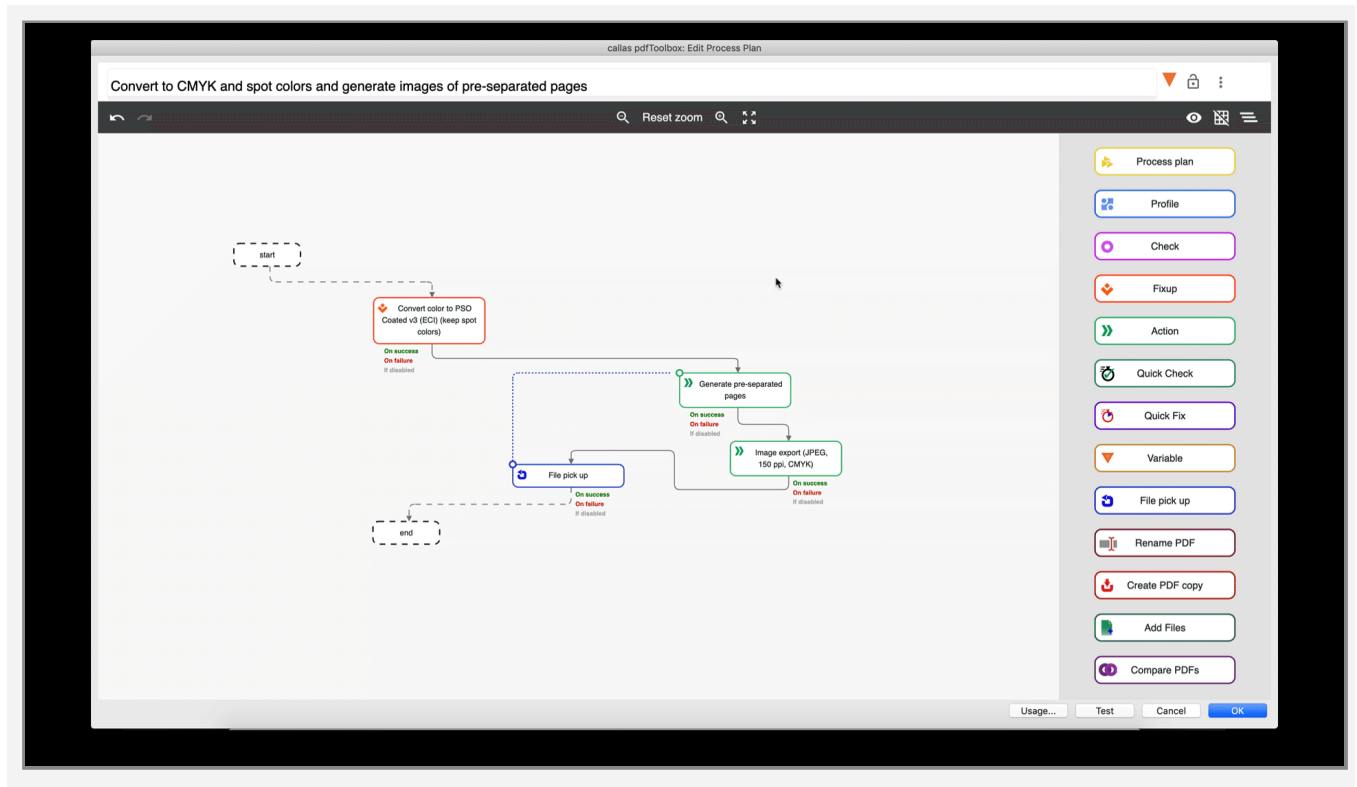 callas pdfToolbox: Edit Process Plan
Convert to CMYK and spot colors and generate images of pre-separated pages
Reset zoom
start
Convert color to PSO
Coated v3 (ECI) (keep spot
colors)
On success
On failure
If disabled
Generate pre-separated
pages
On success
On failure
If disabled
Image export (JPEG,
150 ppi, CMYK)
On success
On failure
If disabled
File pick up
On success
On failure
If disabled
end
Process plan
Profile
Check
Fixup
Action
Quick Check
Quick Fix
Variable
File pick up
Rename PDF
Create PDF copy
Add Files
Compare PDFs
Usage...
Test
Cancel
OK